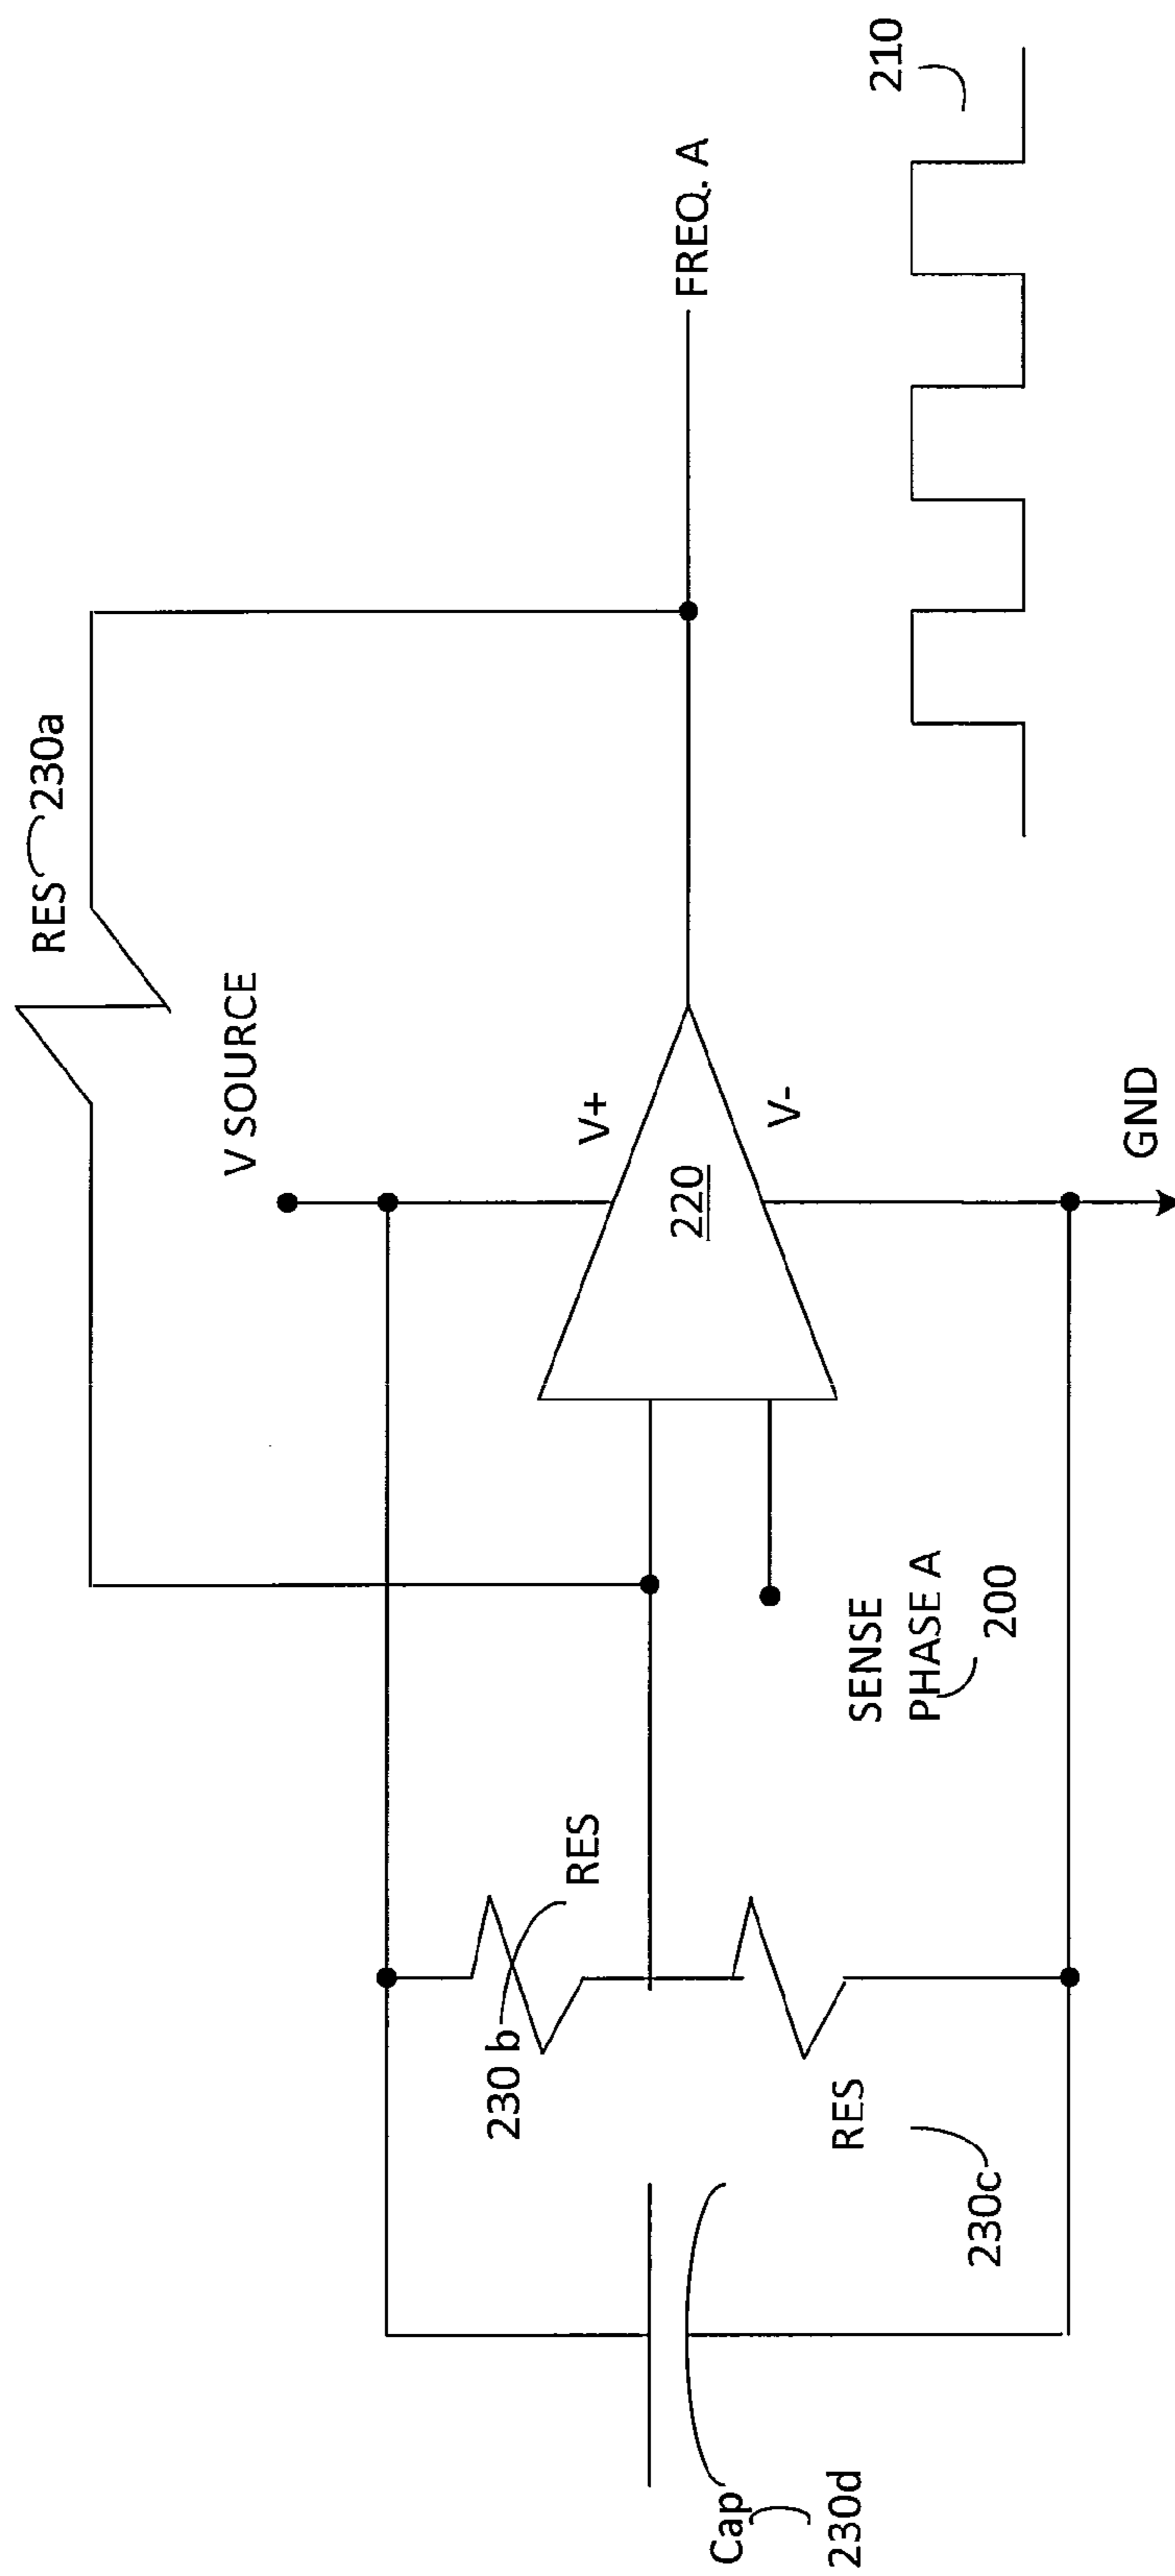 RES 230a
V SOURCE
V+
220
V-
GND
FREQ. A
210
SENSE
PHASE A
200
230 b
RES
RES
230c
Cap
230d